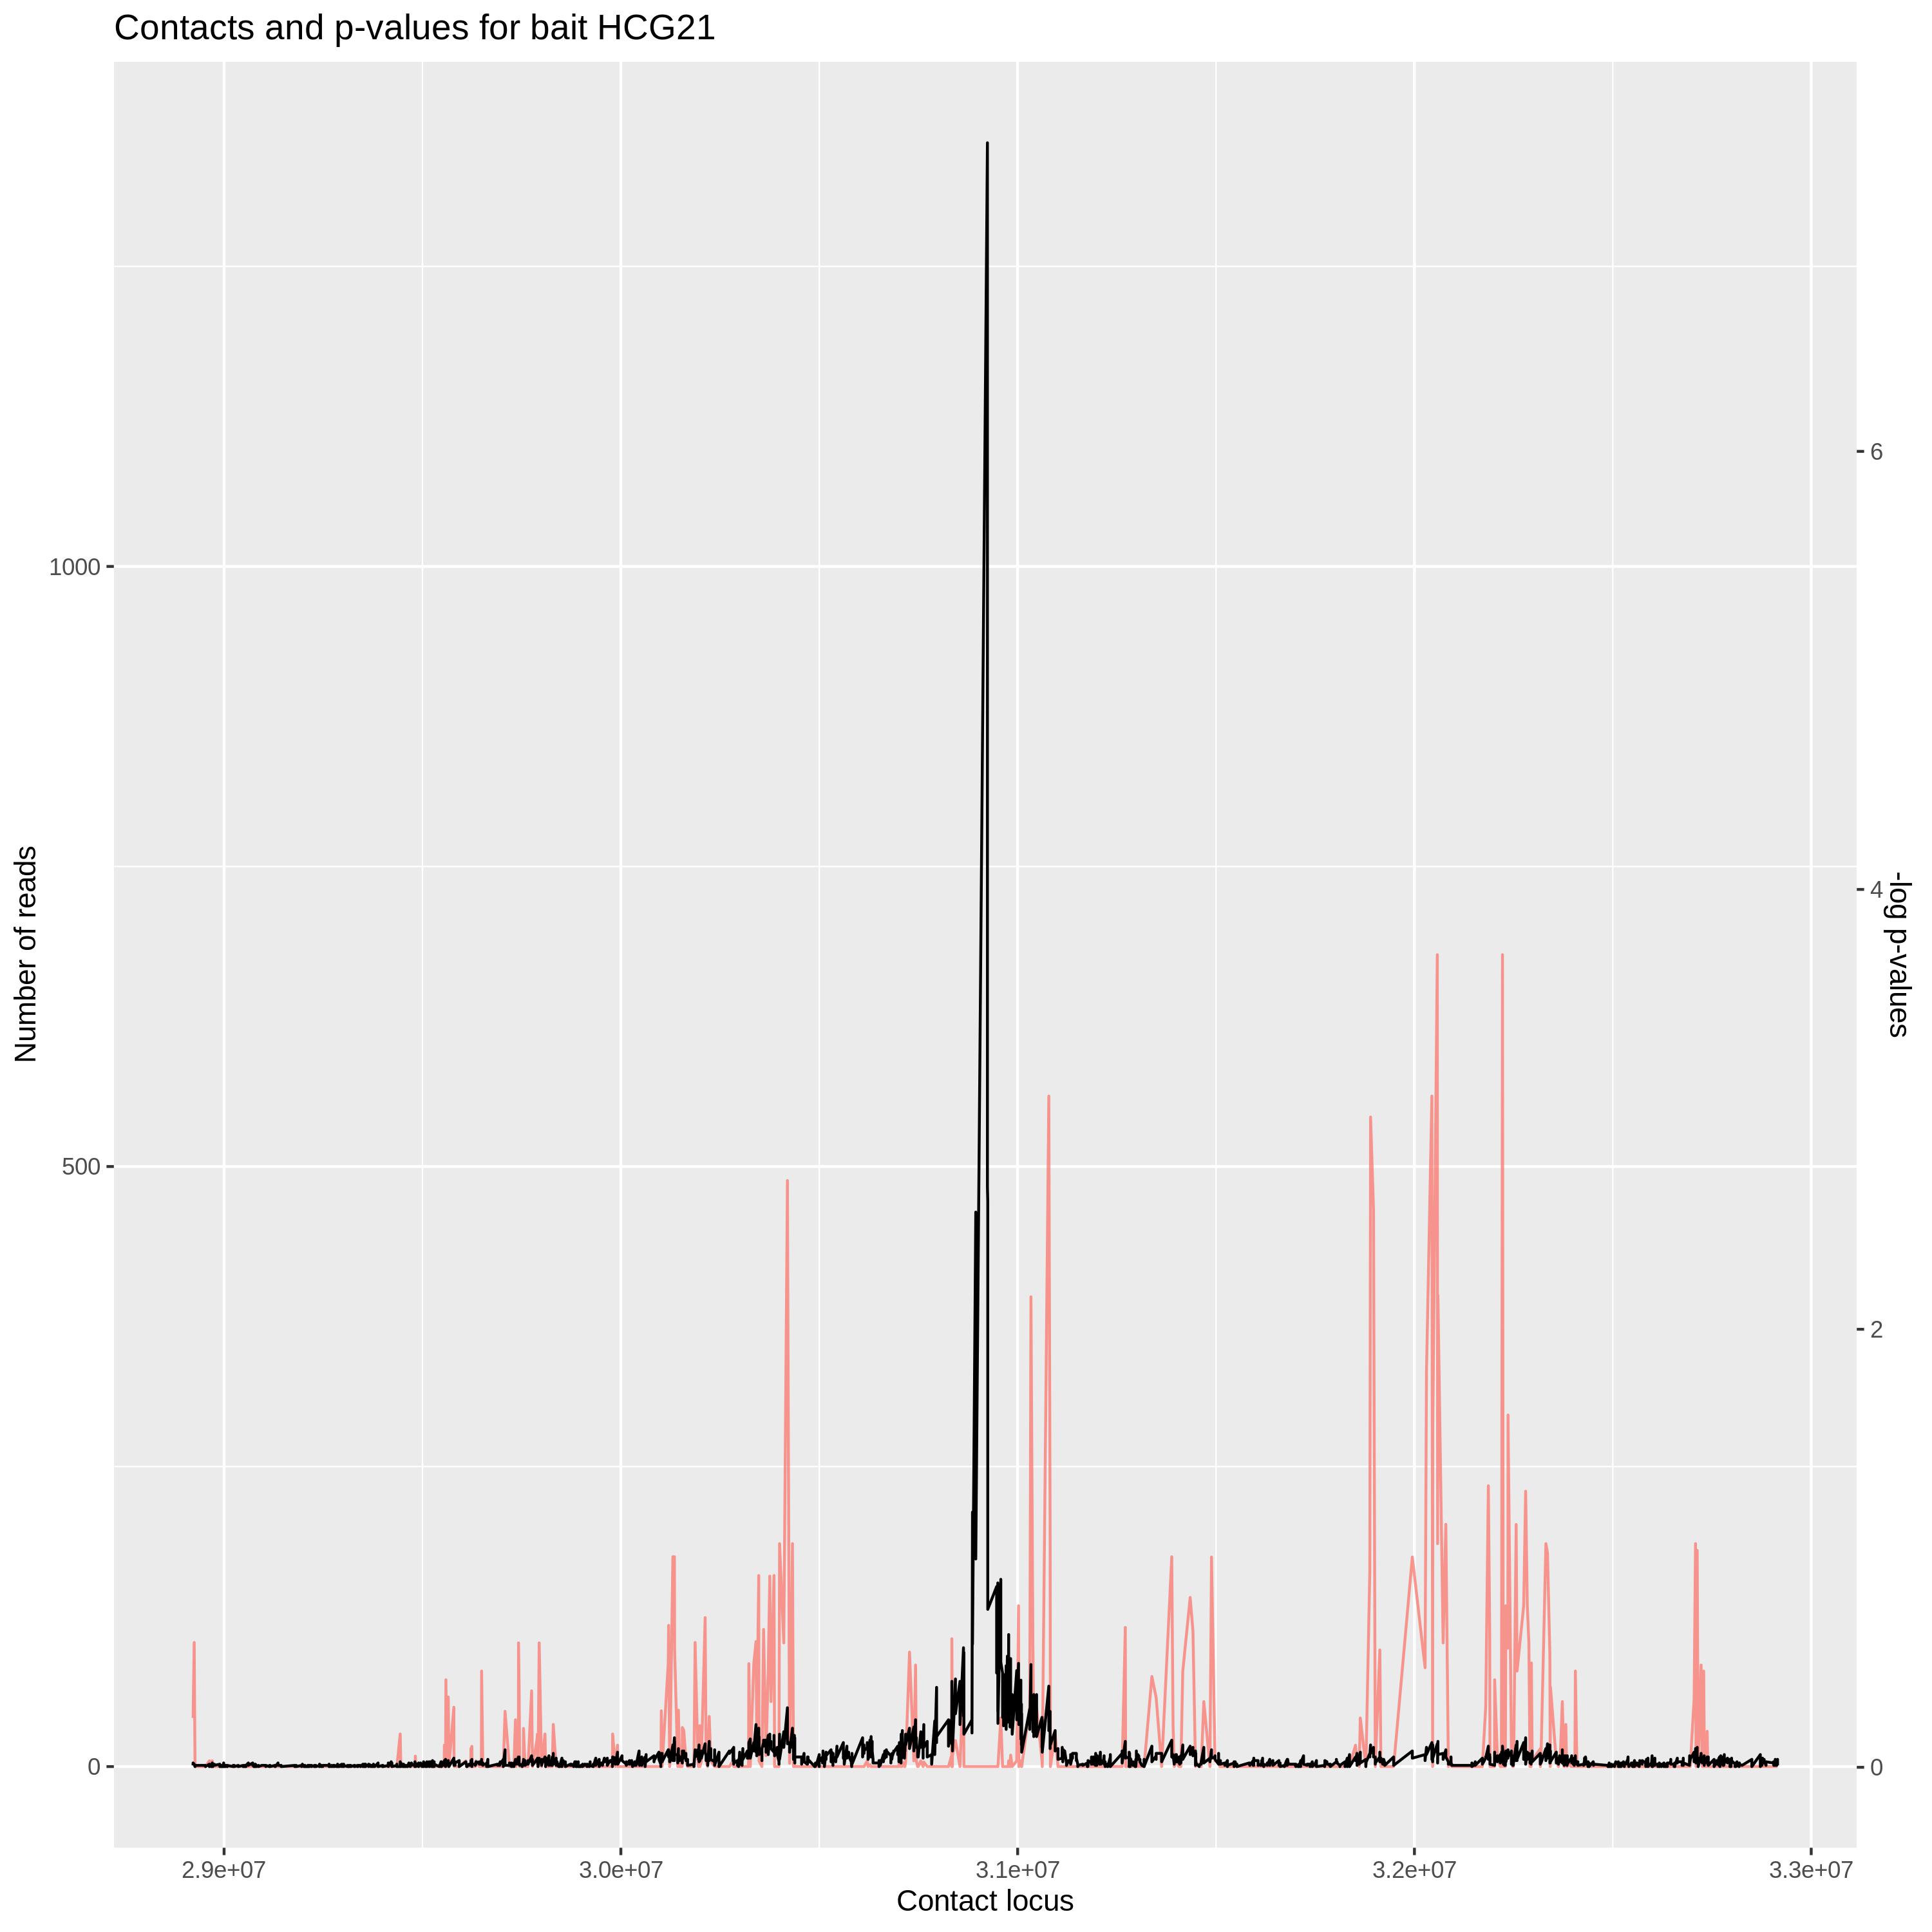 Contacts and p-values for bait HCG21
1000
500
0
Number of reads
6
4
2
0
-log p-values
2.9e+07
3.0e+07
3.1e+07
3.2e+07
3.3e+07
Contact locus